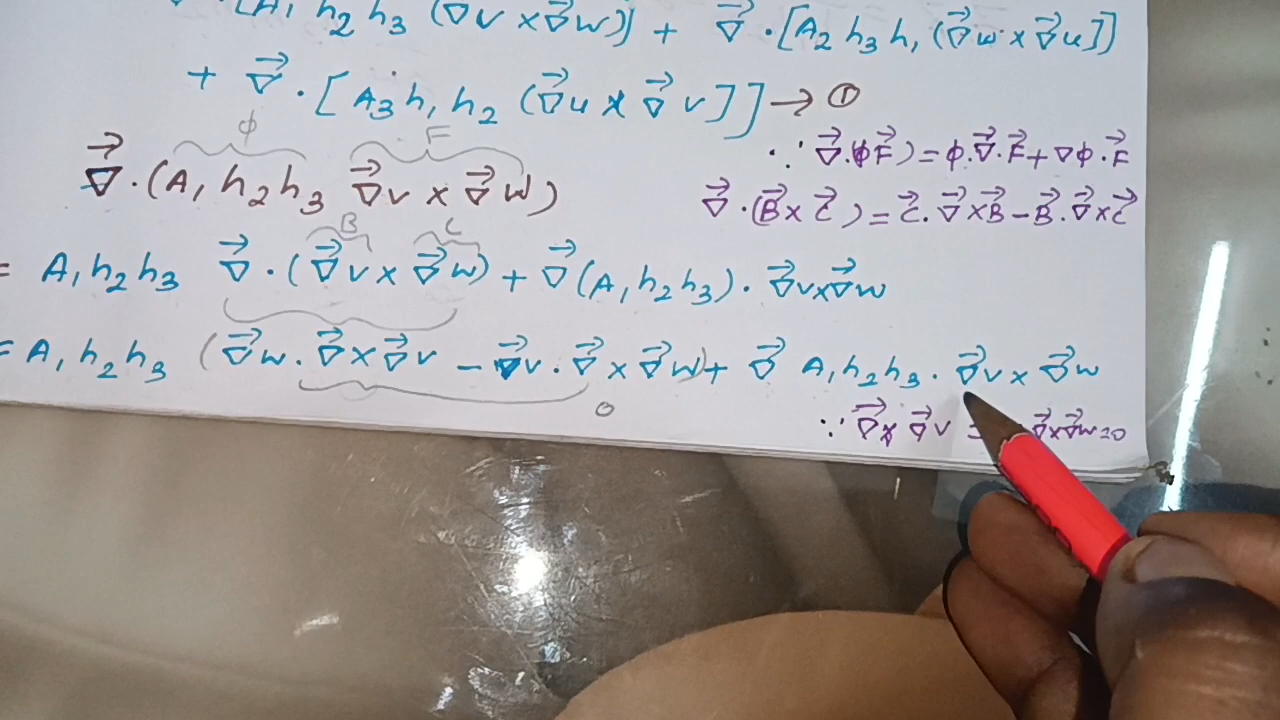 [A₁ h₂ h₃ (∇⃗v × ∇⃗w)] + ∇⃗ · [A₂ h₃ h₁ (∇⃗w × ∇⃗u]]
+ ∇⃗ · [A₃ h₁ h₂ (∇⃗u × ∇⃗v]] → ①
ϕ F
∵ ∇⃗·(ϕF⃗) = ϕ.∇⃗.F⃗ + ∇ϕ.F⃗
∇⃗ · (A₁ h₂ h₃ ∇⃗v × ∇⃗w)
∇⃗ · (B⃗ × C⃗) = C⃗. ∇⃗×B⃗ – B⃗. ∇⃗×C⃗
B C
= A₁ h₂ h₃ ∇⃗ · (∇⃗v × ∇⃗w) + ∇⃗(A₁ h₂ h₃) · ∇⃗v×∇⃗w
= A₁ h₂ h₃ (∇⃗w. ∇⃗×∇⃗v – ∇⃗v . ∇⃗ × ∇⃗w) + ∇⃗ A₁ h₂ h₃ . ∇⃗v × ∇⃗w
0
∵ ∇⃗× ∇⃗v = ∇⃗×∇⃗w=0